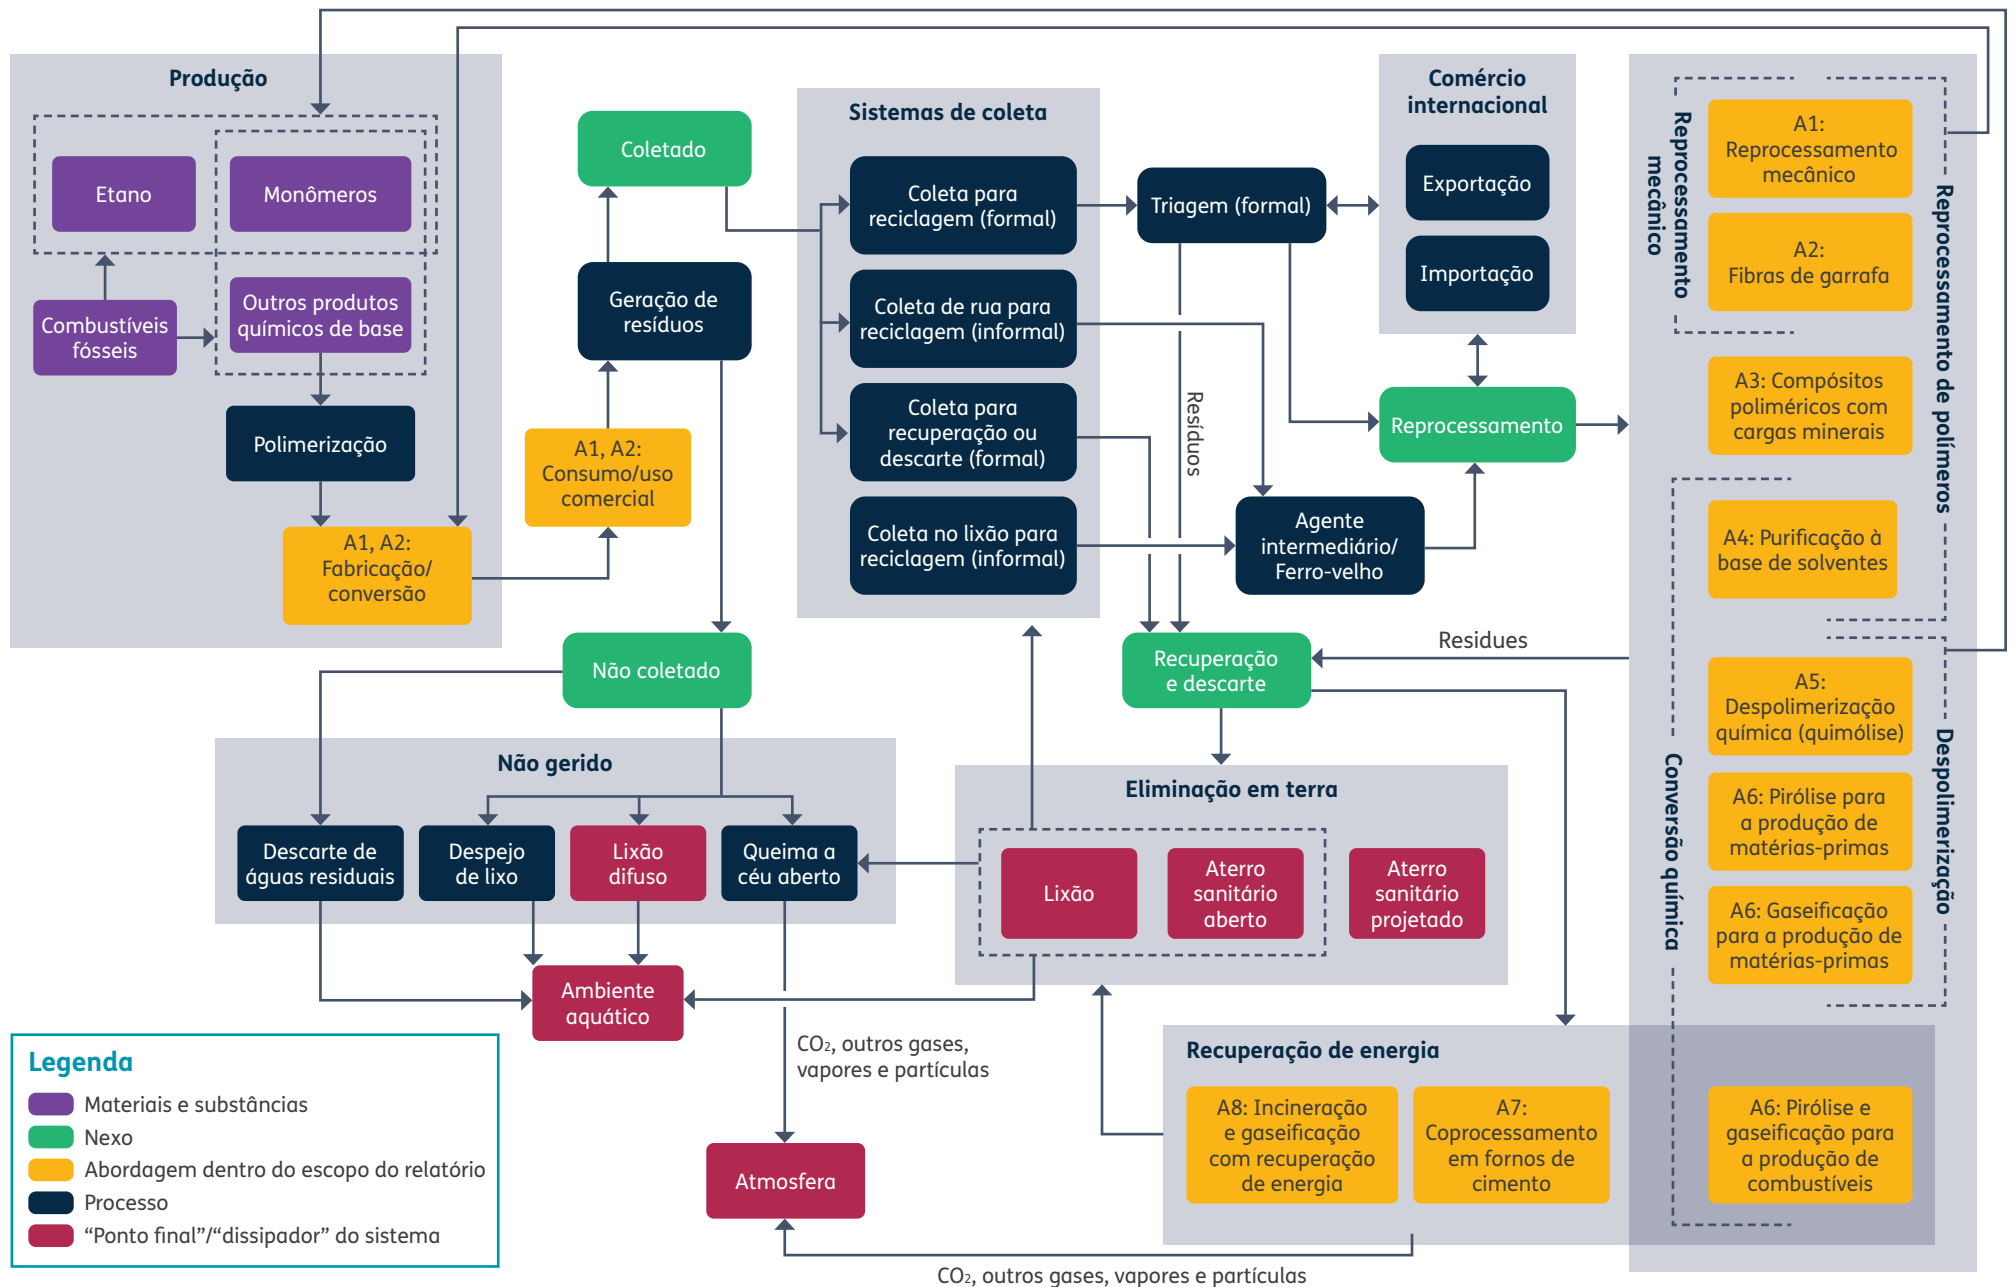 Produção
Etano
Monômeros
Combustíveis
fósseis
Outros produtos
químicos de base
Polimerização
A1, A2:
Fabricação/
conversão
Coletado
Geração de
resíduos
A1, A2:
Consumo/uso
comercial
Não coletado
Sistemas de coleta
Coleta para
reciclagem (formal)
Coleta de rua para
reciclagem (informal)
Coleta para
recuperação ou
descarte (formal)
Coleta no lixão para
reciclagem (informal)
Triagem (formal)
Resíduos
Agente
intermediário/
Ferro-velho
Recuperação
e descarte
Comércio
internacional
Exportação
Importação
Reprocessamento
Residues
Reprocessamento
mecânico
Reprocessamento de polímeros
A1:
Reprocessamento
mecânico
A2:
Fibras de garrafa
A3: Compósitos
poliméricos com
cargas minerais
A4: Purificação à
base de solventes
Conversão química
Despolimerização
A5:
Despolimerização
química (quimólise)
A6: Pirólise para
a produção de
matérias-primas
A6: Gaseificação
para a produção de
matérias-primas
A6: Pirólise e
gaseificação para
a produção de
combustíveis
Não gerido
Descarte de
águas residuais
Despejo
de lixo
Lixão
difuso
Queima a
céu aberto
Ambiente
aquático
Eliminação em terra
Lixão
Aterro
sanitário
aberto
Aterro
sanitário
projetado
CO₂, outros gases,
vapores e partículas
Atmosfera
Recuperação de energia
A8: Incineração
e gaseificação
com recuperação
de energia
A7:
Coprocessamento
em fornos de
cimento
CO₂, outros gases, vapores e partículas
Legenda
Materiais e substâncias
Nexo
Abordagem dentro do escopo do relatório
Processo
“Ponto final”/“dissipador” do sistema